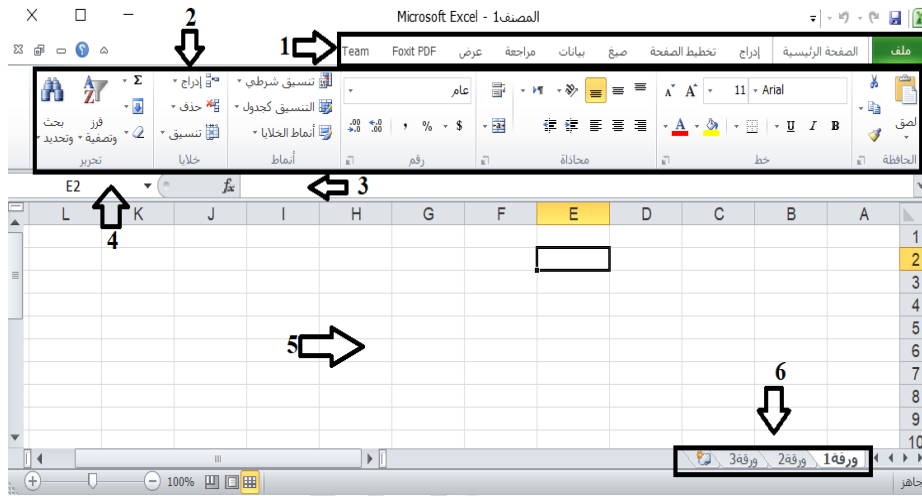 المصنف1 - Microsoft Excel
2
1
ملف الصفحة الرئيسية إدراج تخطيط الصفحة صيغ بيانات مراجعة عرض Foxit PDF Team
Arial 11 عام تنسيق شرطي إدراج Σ
لصق التنسيق كجدول حذف فرز وتصفية بحث وتحديد
B I U A $ % , .00 .0 أنماط الخلايا تنسيق
الحافظة خط محاذاة رقم أنماط خلايا تحرير
E2 fx 3
4
A B C D E F G H I J K L
1
2
3
4
5
6
7
8
9
10
5
6
ورقة1 ورقة2 ورقة3
جاهز 100%